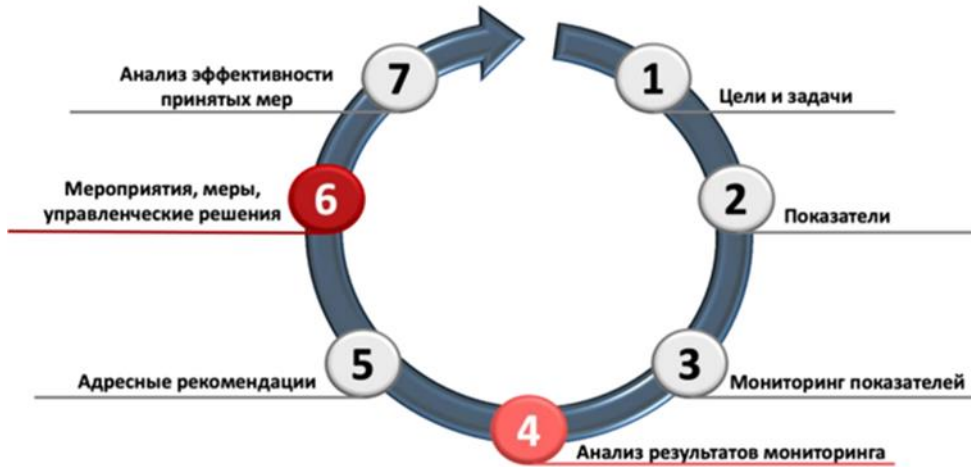 1
Цели и задачи
2
Показатели
3
Мониторинг показателей
4
Анализ результатов мониторинга
5
Адресные рекомендации
6
Мероприятия, меры,
управленческие решения
7
Анализ эффективности
принятых мер